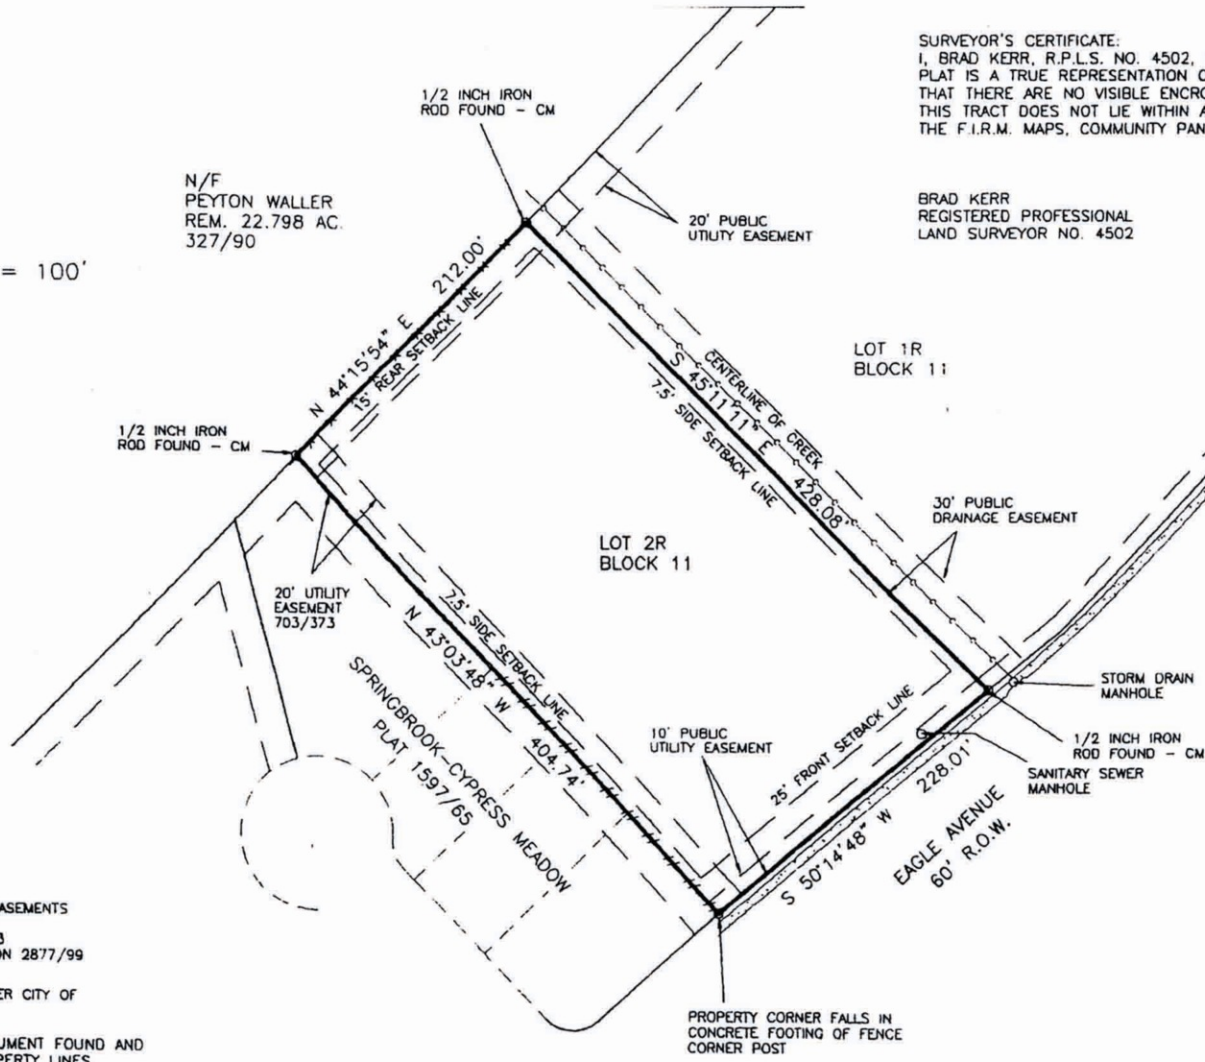 SURVEYOR'S CERTIFICATE:
I, BRAD KERR, R.P.L.S. NO. 4502,
PLAT IS A TRUE REPRESENTATION
THAT THERE ARE NO VISIBLE
THIS TRACT DOES NOT LIE WITHIN
THE F.I.R.M. MAPS, COMMUNITY
BRAD KERR
REGISTERED PROFESSIONAL
LAND SURVEYOR NO. 4502
1/2 INCH IRON
ROD FOUND - CM
N/F
PEYTON WALLER
REM. 22.798 AC.
327/90
= 100'
20' PUBLIC
UTILITY EASEMENT
N 44°15'54" E 212.00'
15' REAR SETBACK LINE
LOT 1R
BLOCK 11
CENTERLINE OF CREEK
S 45°11'11" E 428.08'
7.5' SIDE SETBACK LINE
1/2 INCH IRON
ROD FOUND - CM
30' PUBLIC
DRAINAGE EASEMENT
LOT 2R
BLOCK 11
20' UTILITY
EASEMENT
703/373
7.5' SIDE SETBACK LINE
N 43°03'48" W 404.74'
SPRINGBROOK-CYPRESS MEADOW
PLAT 1597/65
STORM DRAIN
MANHOLE
10' PUBLIC
UTILITY EASEMENT
25' FRONT SETBACK LINE
1/2 INCH IRON
ROD FOUND - CM
SANITARY SEWER
MANHOLE
S 50°14'48" W 228.01'
EAGLE AVENUE
60' R.O.W.
ASEMENTS
ON 2877/99
ER CITY OF
UMENT FOUND AND
PERTY LINES
PROPERTY CORNER FALLS IN
CONCRETE FOOTING OF FENCE
CORNER POST